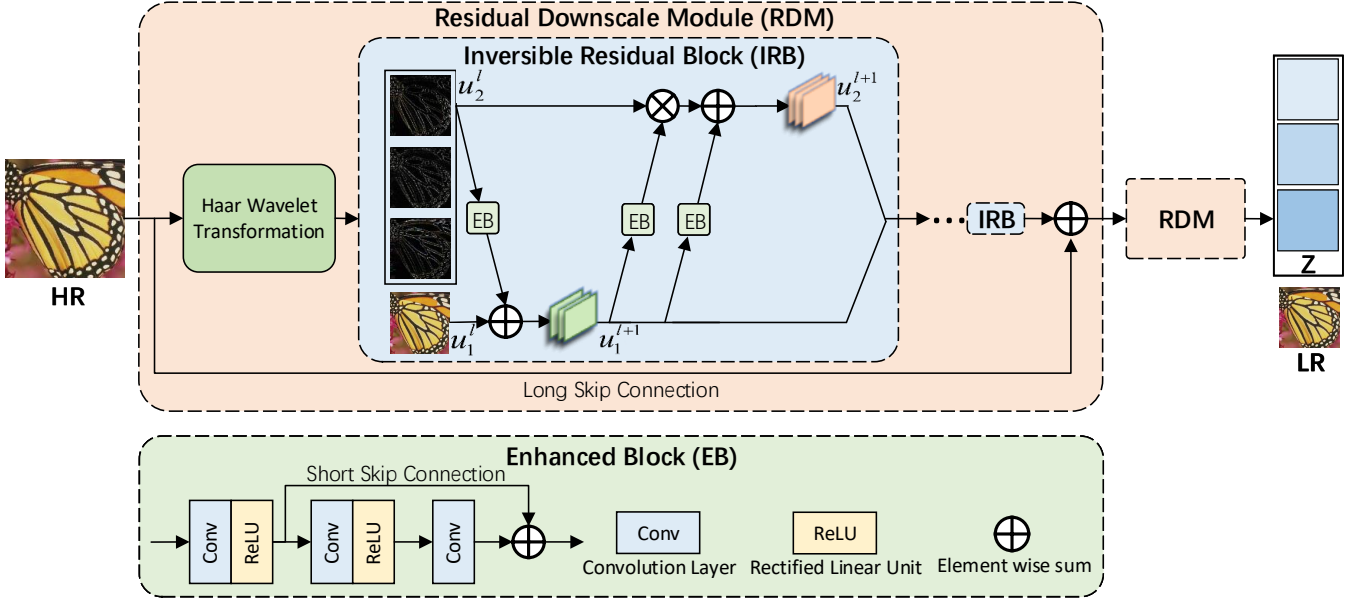 Residual Downscale Module (RDM)
Inversible Residual Block (IRB)
u_2^l
u_2^{l+1}
Haar Wavelet
Transformation
EB
EB
EB
IRB
RDM
HR
Z
u_1^l
u_1^{l+1}
LR
Long Skip Connection
Enhanced Block (EB)
Short Skip Connection
Conv
ReLU
Conv
ReLU
Conv
Conv
ReLU
Convolution Layer
Rectified Linear Unit
Element wise sum